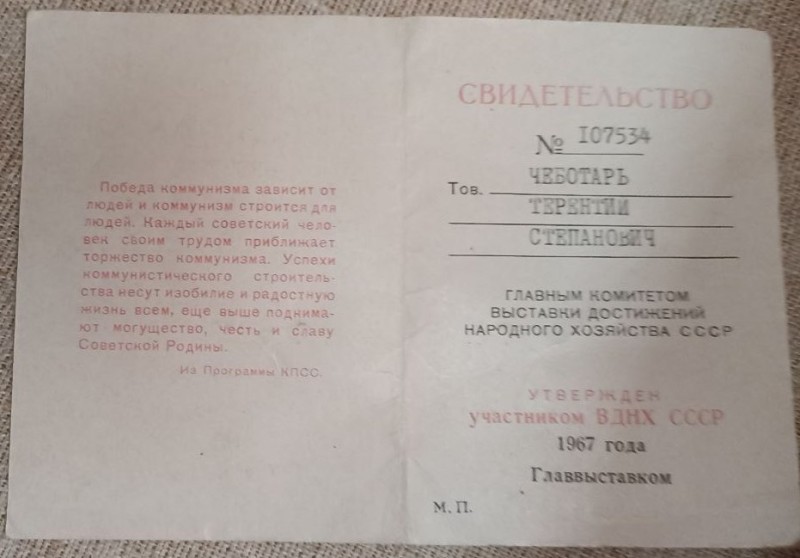 Победа коммунизма зависит от
людей и коммунизм строится для
людей. Каждый советский чело-
век своим трудом приближает
торжество коммунизма. Успехи
коммунистического строитель-
ства несут изобилие и радостную
жизнь всем, еще выше поднима-
ют могущество, честь и славу
Советской Родины.
Из Программы КПСС.
СВИДЕТЕЛЬСТВО
№ I07534
Тов. ЧЕБОТАРЬ
ТЕРЕНТИЙ
СТЕПАНОВИЧ
ГЛАВНЫМ КОМИТЕТОМ
ВЫСТАВКИ ДОСТИЖЕНИЙ
НАРОДНОГО ХОЗЯЙСТВА СССР
УТВЕРЖДЕН
участником ВДНХ СССР
1967 года
Главвыставком
М. П.